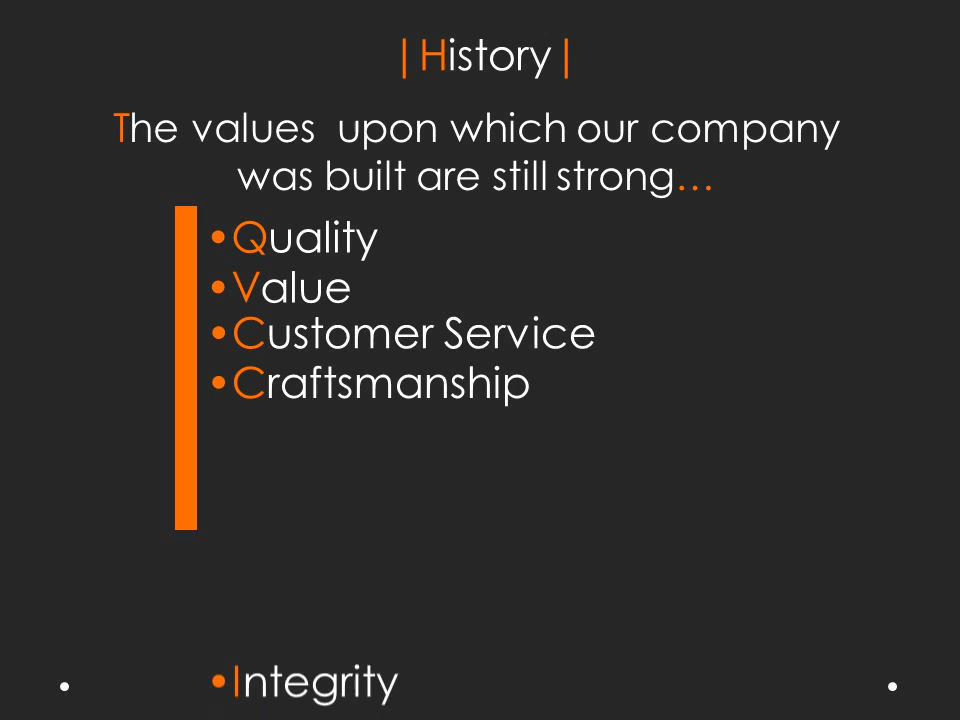 |History|
The values  upon which our company
was built are still strong…
•Quality
•Value
•Customer Service
•Craftsmanship
•Integrity